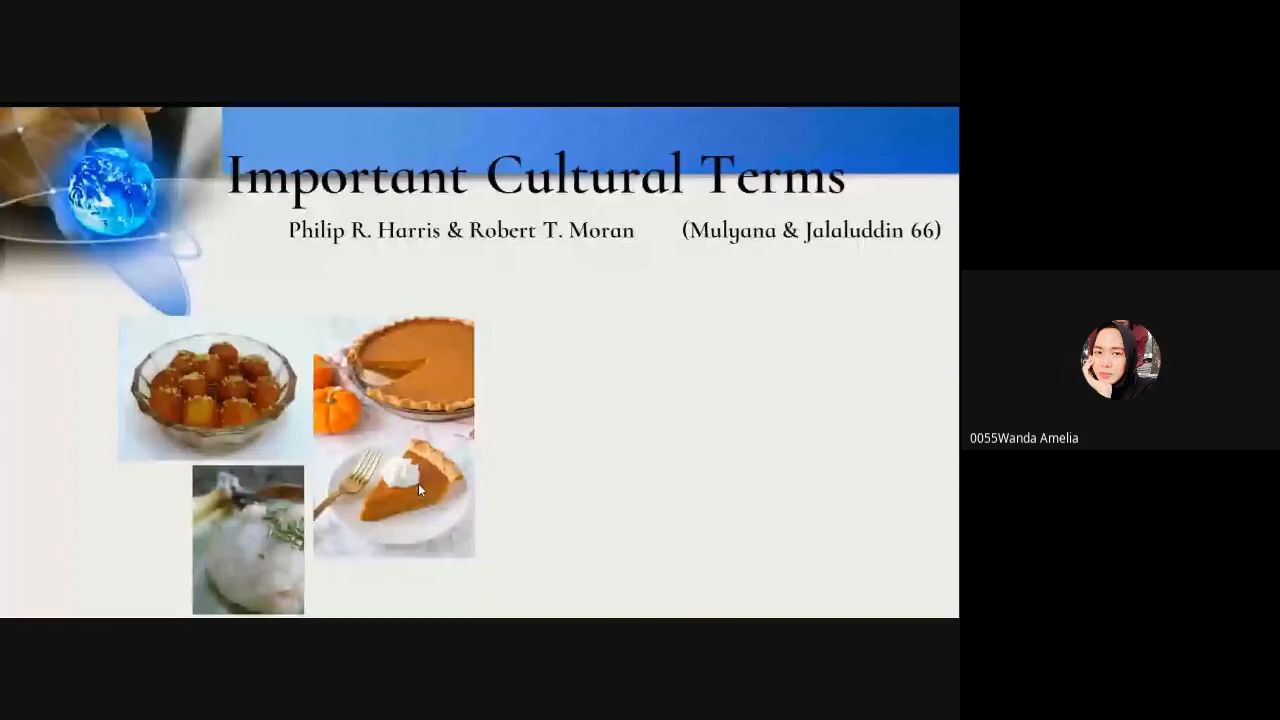 Important Cultural Terms
Philip R. Harris & Robert T. Moran (Mulyana & Jalaluddin 66)
0055Wanda Amelia